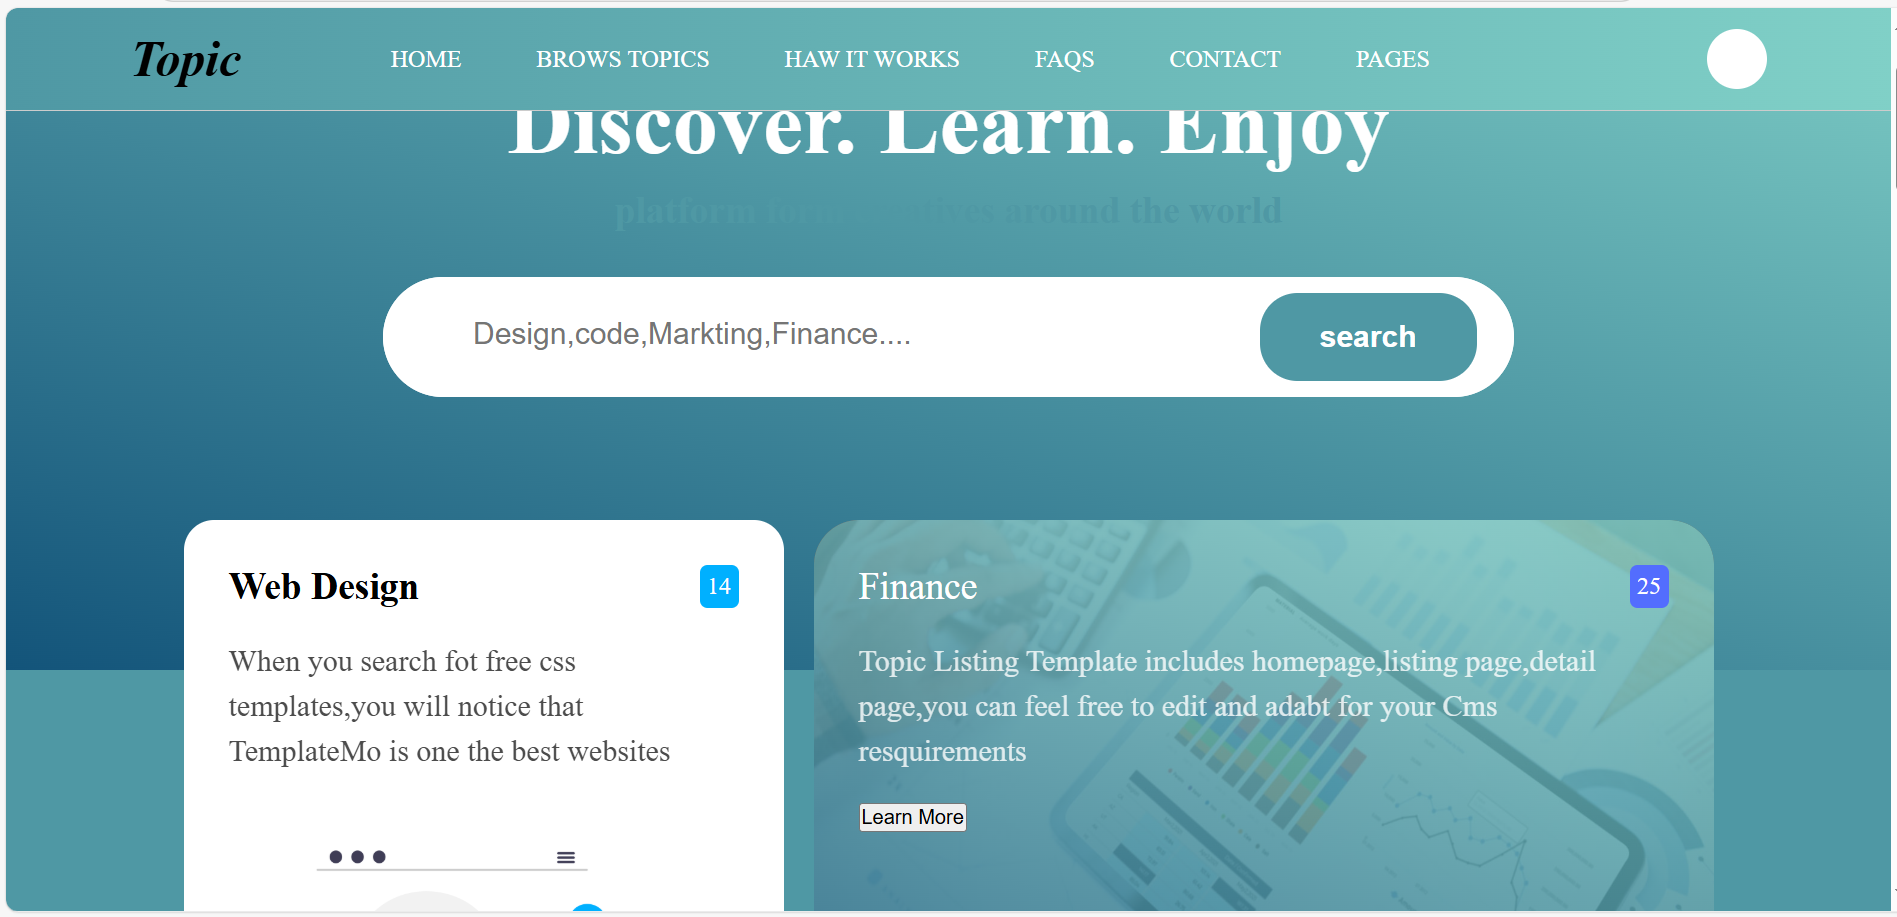 Topic
HOME
BROWS TOPICS
HAW IT WORKS
FAQS
CONTACT
PAGES
Discover. Learn. Enjoy
platform for around the world
Design,code,Markting,Finance....
search
Web Design
14
When you search fot free css
templates,you will notice that
TemplateMo is one the best websites
Finance
25
Topic Listing Template includes homepage,listing page,detail
page,you can feel free to edit and adabt for your Cms
resquirements
Learn More